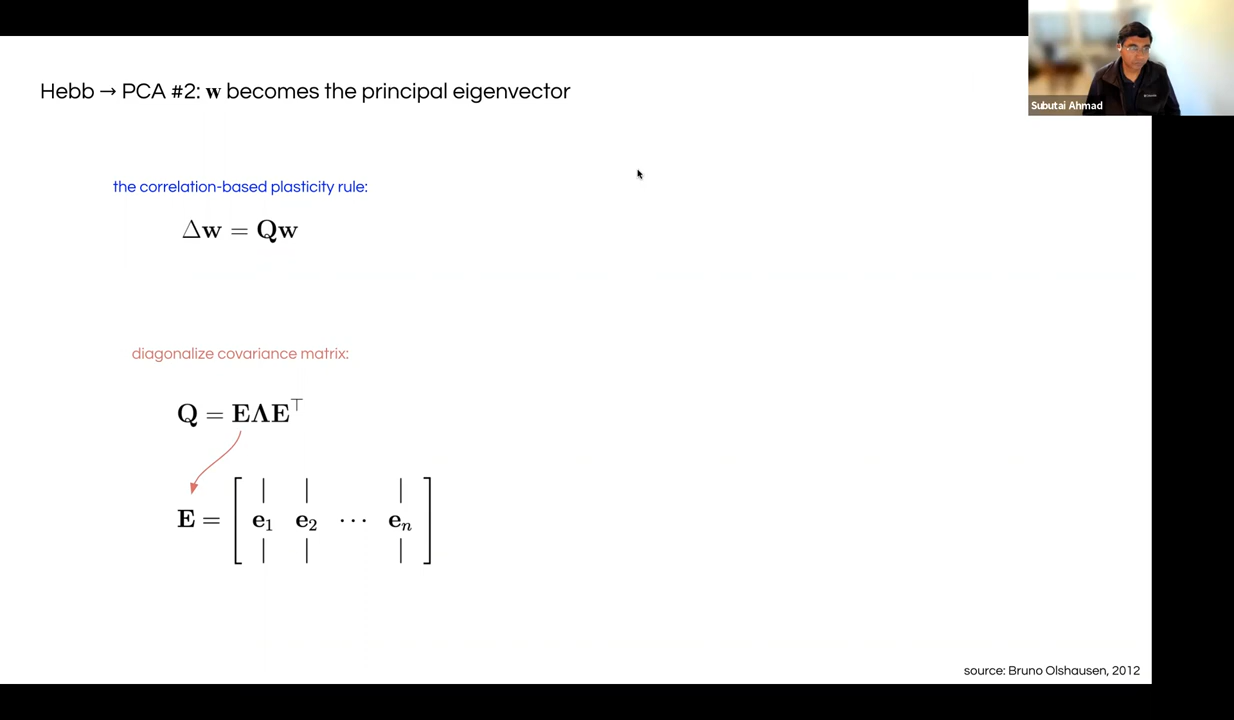 Subutai Ahmad
Hebb → PCA #2: w becomes the principal eigenvector
the correlation-based plasticity rule:
Δw = Qw
diagonalize covariance matrix:
Q = EΛE⊤
E = [ e₁ e₂ ⋯ eₙ ]
source: Bruno Olshausen, 2012